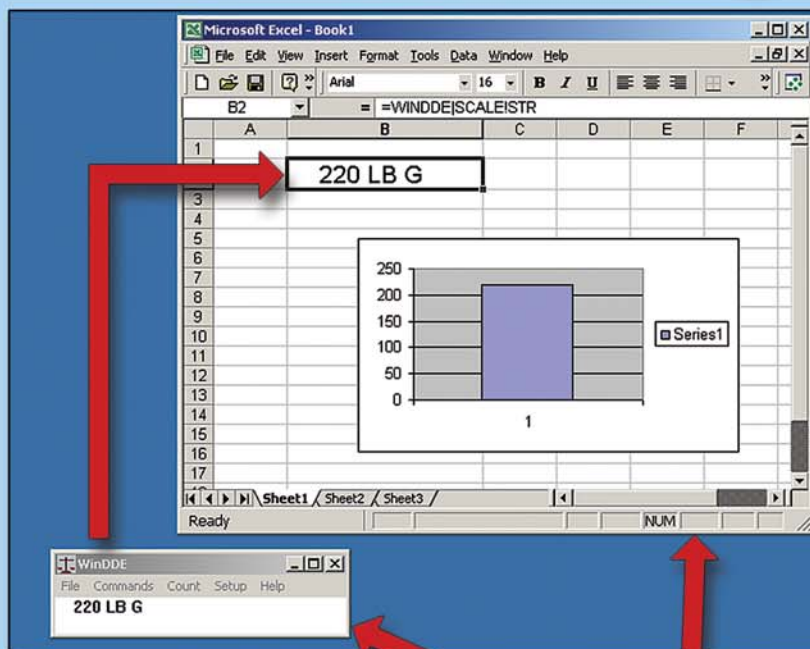 Microsoft Excel - Book1
File Edit View Insert Format Tools Data Window Help
Arial 16 B I U
B2 = =WINDDE|SCALE!STR
A B C D E F
1
220 LB G
3
4
5
6
7
8
9
10
11
12
13
14
15
16
17
250
200
150
100
50
0
1
Series1
Sheet1 Sheet2 Sheet3
Ready NUM
WinDDE
File Commands Count Setup Help
220 LB G